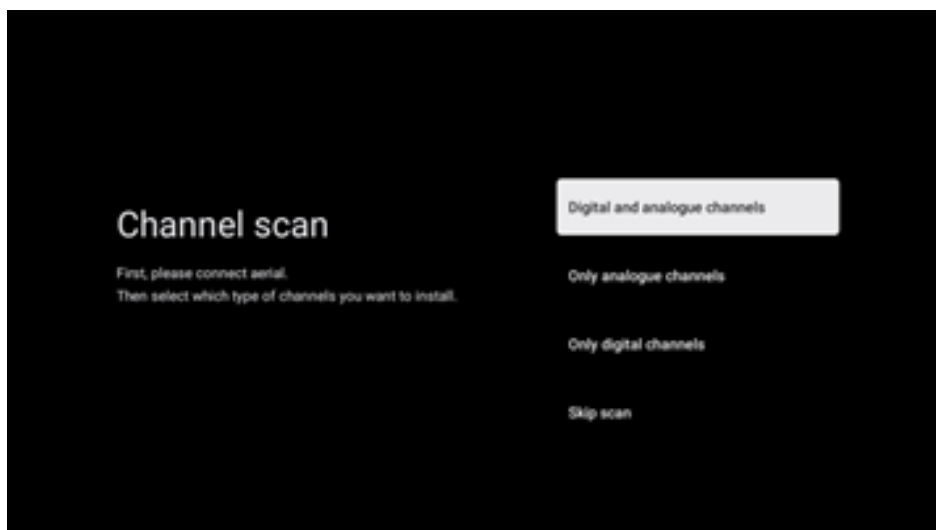 Channel scan
First, please connect aerial.
Then select which type of channels you want to install.
Digital and analogue channels
Only analogue channels
Only digital channels
Skip scan